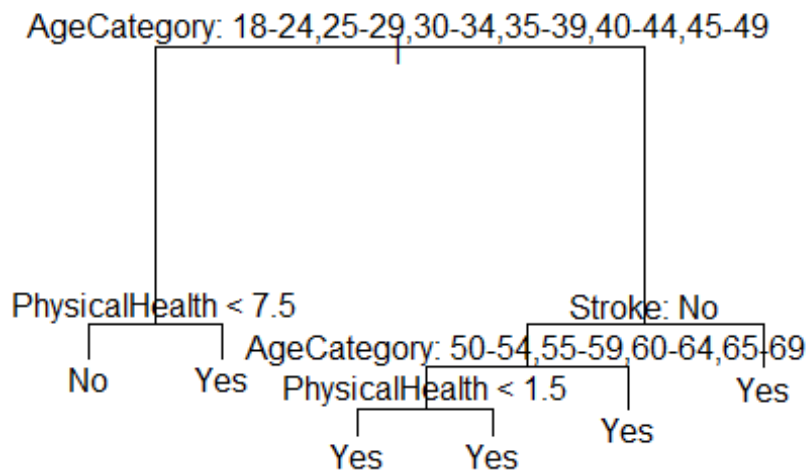 AgeCategory: 18-24,25-29,30-34,35-39,40-44,45-49
PhysicalHealth < 7.5
Stroke: No
No
Yes
AgeCategory: 50-54,55-59,60-64,65-69
Yes
PhysicalHealth < 1.5
Yes
Yes
Yes